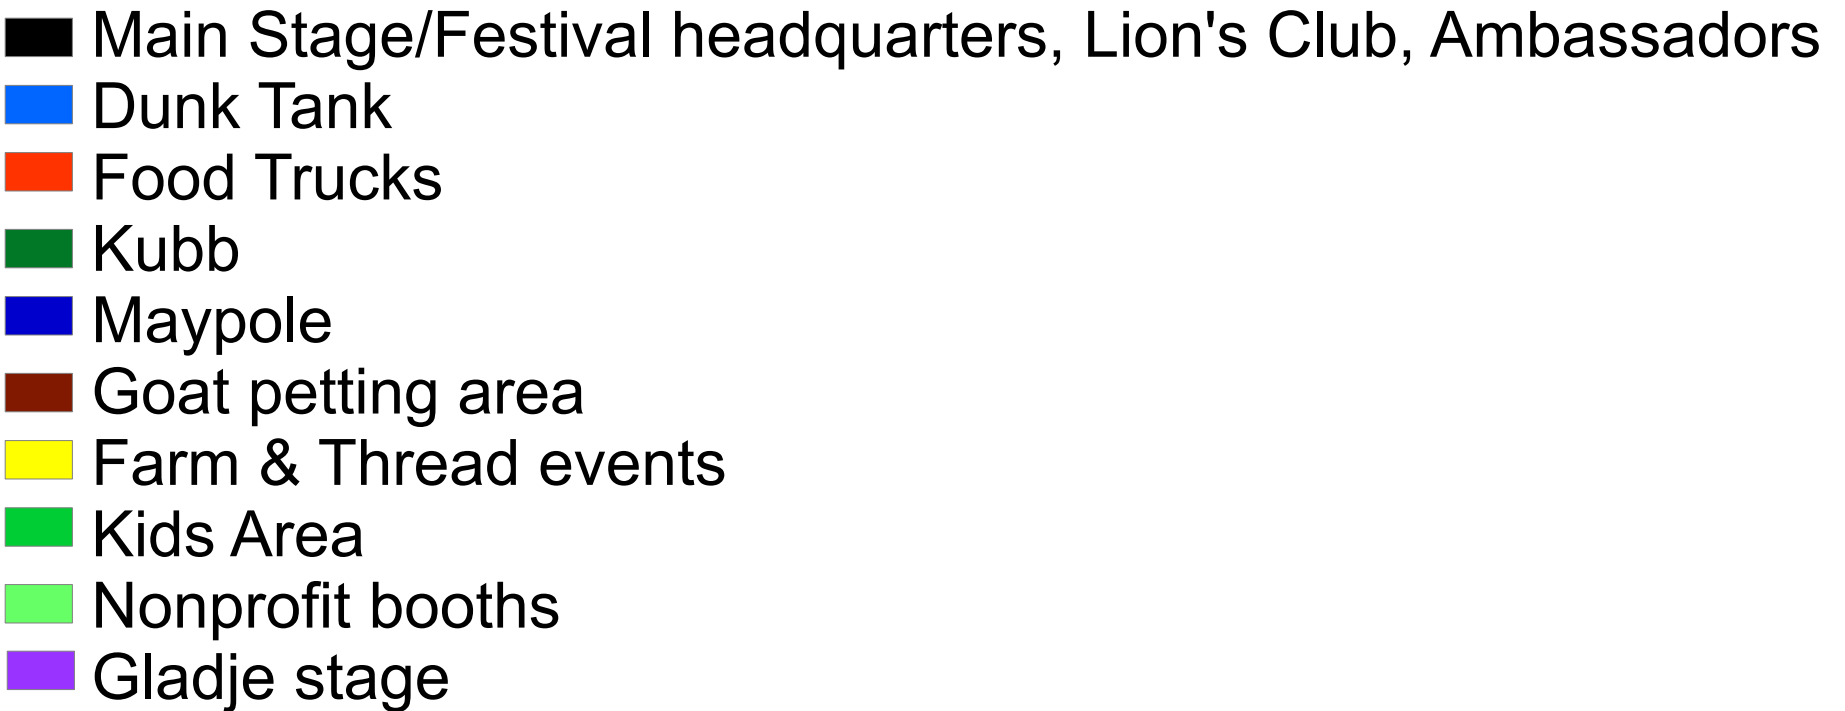 Main Stage/Festival headquarters, Lion's Club, Ambassadors
Dunk Tank
Food Trucks
Kubb
Maypole
Goat petting area
Farm & Thread events
Kids Area
Nonprofit booths
Gladje stage